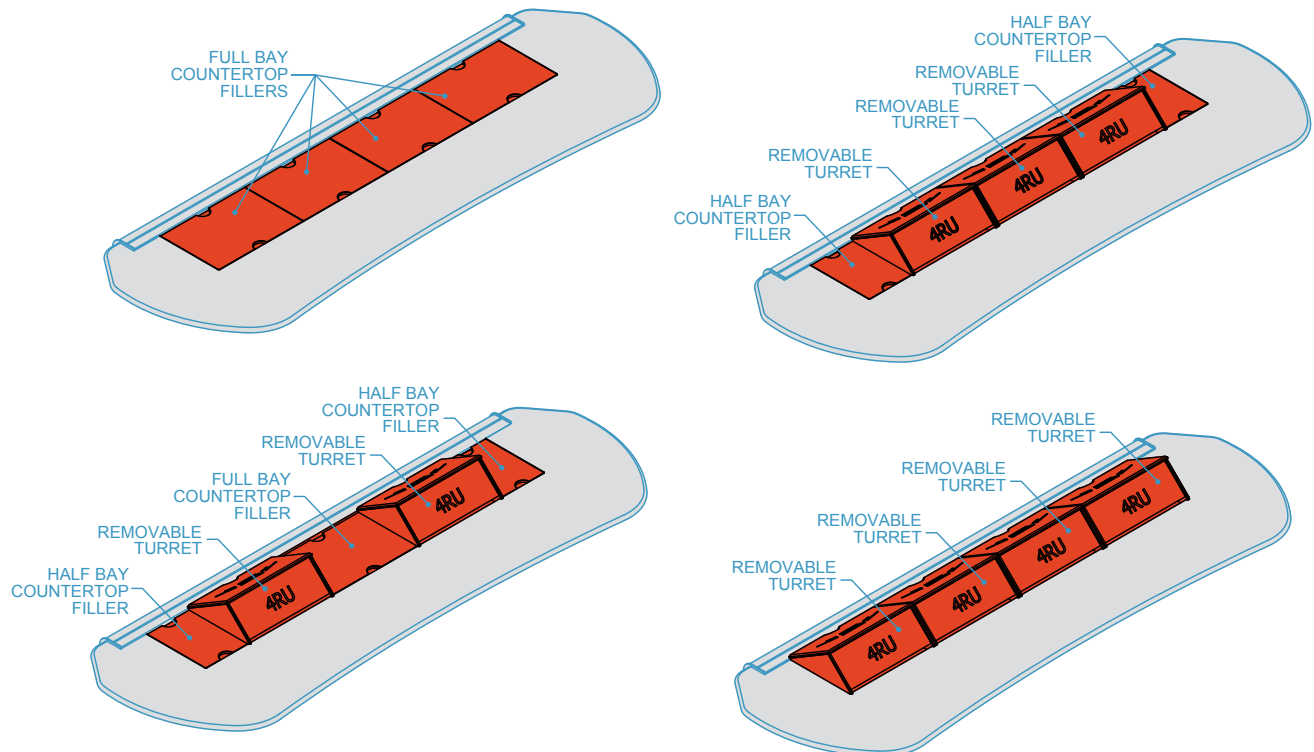 FULL BAY
COUNTERTOP
FILLERS
HALF BAY
COUNTERTOP
FILLER
REMOVABLE
TURRET
REMOVABLE
TURRET
REMOVABLE
TURRET
HALF BAY
COUNTERTOP
FILLER
4RU
4RU
4RU
HALF BAY
COUNTERTOP
FILLER
REMOVABLE
TURRET
FULL BAY
COUNTERTOP
FILLER
REMOVABLE
TURRET
HALF BAY
COUNTERTOP
FILLER
4RU
4RU
REMOVABLE
TURRET
REMOVABLE
TURRET
REMOVABLE
TURRET
REMOVABLE
TURRET
4RU
4RU
4RU
4RU